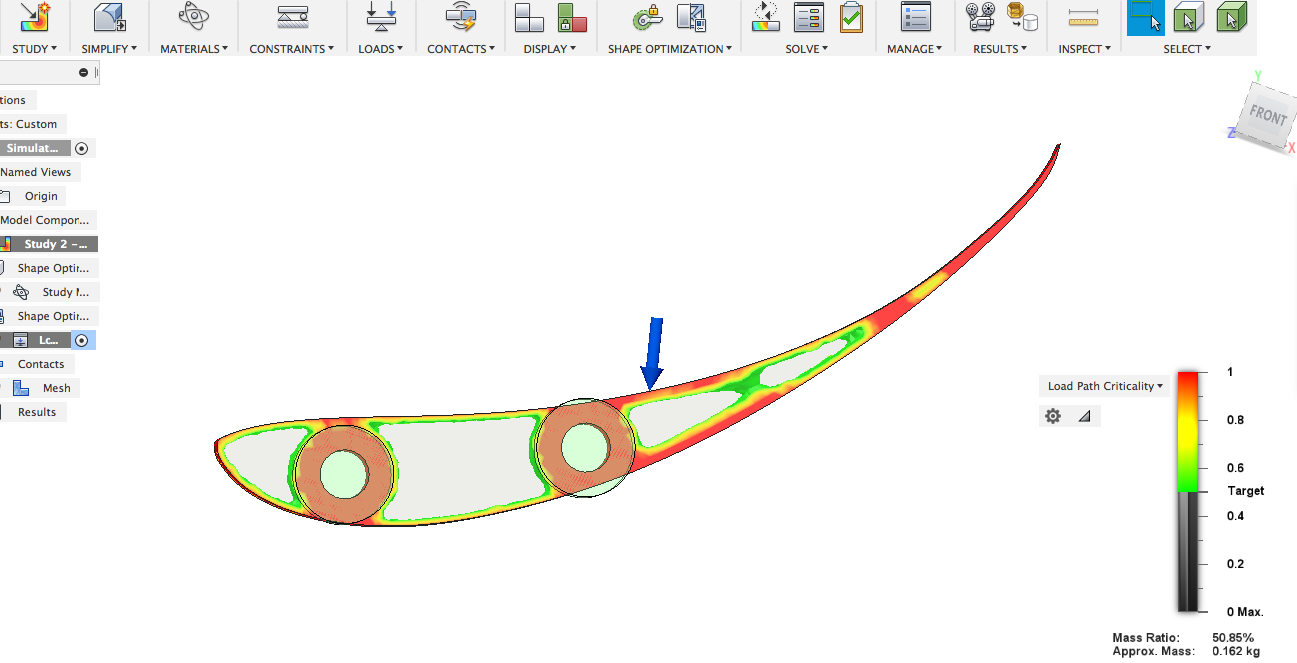 STUDY SIMPLIFY MATERIALS CONSTRAINTS LOADS CONTACTS DISPLAY SHAPE OPTIMIZATION SOLVE MANAGE RESULTS INSPECT SELECT
tions
ts: Custom
Simulat...
Named Views
Origin
Model Compor...
Study 2 –...
Shape Optir...
Study M...
Shape Optir...
Lc...
Contacts
Mesh
Results
Y
FRONT
Z
X
Load Path Criticality
1
0.8
0.6
Target
0.4
0.2
0 Max.
Mass Ratio: 50.85%
Approx. Mass: 0.162 kg